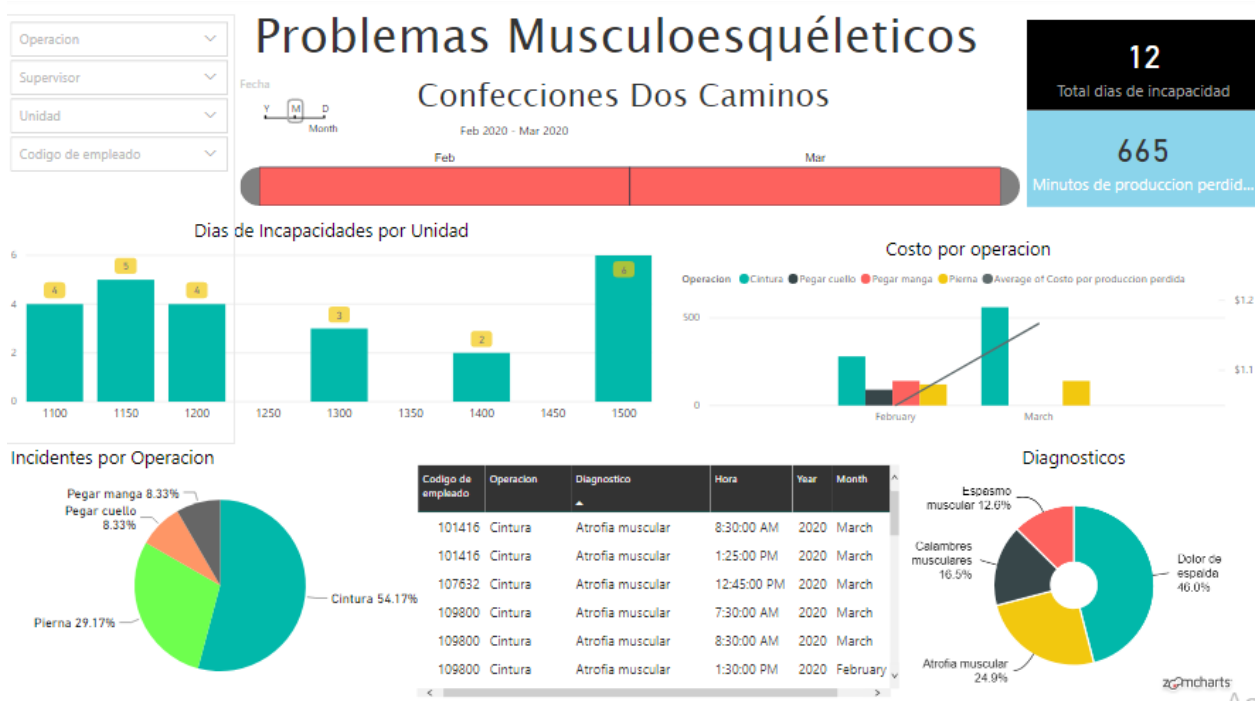 Problemas Musculoesquéleticos
Confecciones Dos Caminos
Operacion
Supervisor
Unidad
Codigo de empleado
Fecha
Y M D
Month
Feb 2020 - Mar 2020
Feb Mar
12
Total dias de incapacidad
665
Minutos de produccion perdid...
Dias de Incapacidades por Unidad
6
4
2
0
4 5 4 3 2 6
1100 1150 1200 1250 1300 1350 1400 1450 1500
Costo por operacion
Operacion Cintura Pegar cuello Pegar manga Pierna Average of Costo por produccion perdida
500
0
$1.2
$1.1
February March
Incidentes por Operacion
Pegar manga 8.33%
Pegar cuello
8.33%
Pierna 29.17%
Cintura 54.17%
Codigo de empleado Operacion Diagnostico Hora Year Month
101416 Cintura Atrofia muscular 8:30:00 AM 2020 March
101416 Cintura Atrofia muscular 1:25:00 PM 2020 March
107632 Cintura Atrofia muscular 12:45:00 PM 2020 March
109800 Cintura Atrofia muscular 7:30:00 AM 2020 March
109800 Cintura Atrofia muscular 8:30:00 AM 2020 March
109800 Cintura Atrofia muscular 1:30:00 PM 2020 February
Diagnosticos
Espasmo
muscular 12.6%
Calambres
musculares
16.5%
Atrofia muscular
24.9%
Dolor de
espalda
46.0%
zoomcharts